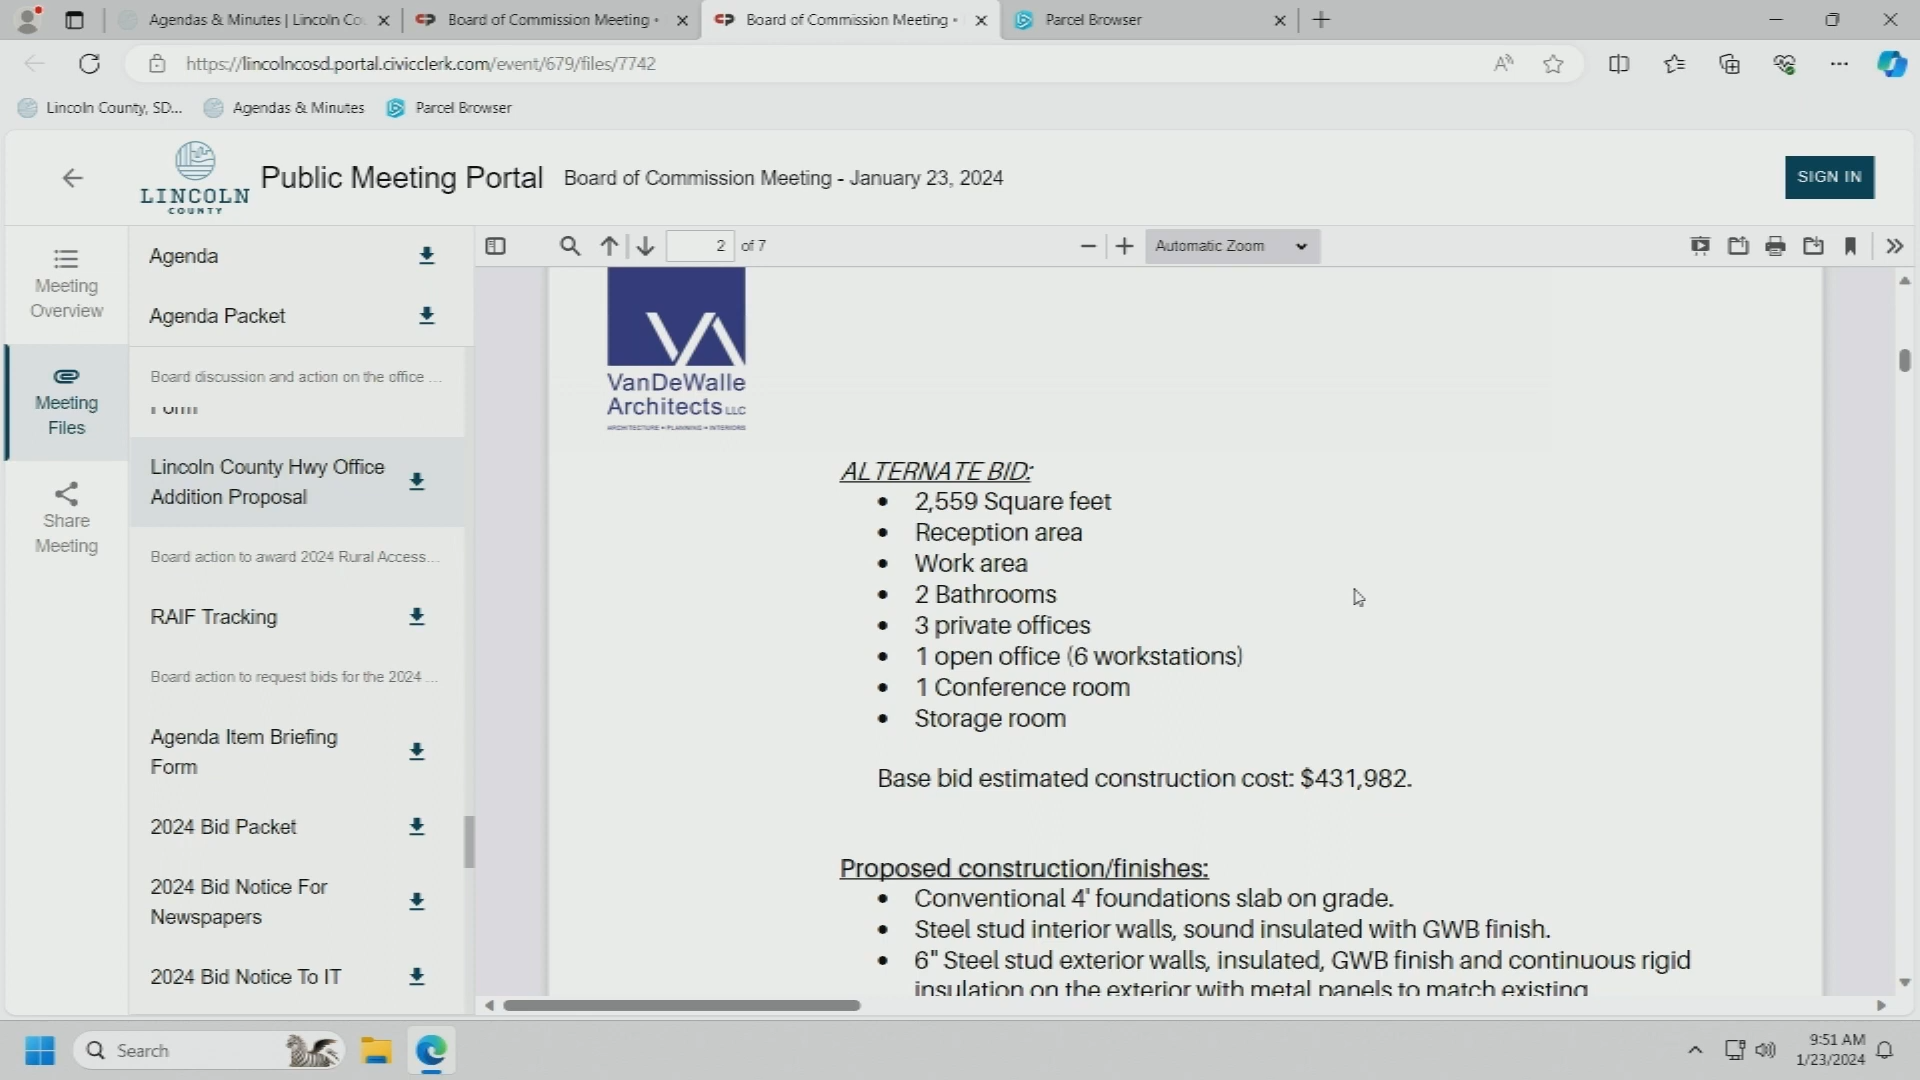 Agendas & Minutes | Lincoln Co
Board of Commission Meeting •
Board of Commission Meeting •
Parcel Browser
https://lincolncosd.portal.civicclerk.com/event/679/files/7742
Lincoln County, SD...
Agendas & Minutes
Parcel Browser
LINCOLN
COUNTY
Public Meeting Portal
Board of Commission Meeting - January 23, 2024
SIGN IN
Meeting
Overview
Meeting
Files
Share
Meeting
Agenda
Agenda Packet
Board discussion and action on the office ...
Form
Lincoln County Hwy Office
Addition Proposal
Board action to award 2024 Rural Access...
RAIF Tracking
Board action to request bids for the 2024 ...
Agenda Item Briefing
Form
2024 Bid Packet
2024 Bid Notice For
Newspapers
2024 Bid Notice To IT
2 of 7
Automatic Zoom
VA
VanDeWalle
Architects LLC
ARCHITECTURE • PLANNING • INTERIORS
ALTERNATE BID:
• 2,559 Square feet
• Reception area
• Work area
• 2 Bathrooms
• 3 private offices
• 1 open office (6 workstations)
• 1 Conference room
• Storage room
Base bid estimated construction cost: $431,982.
Proposed construction/finishes:
• Conventional 4' foundations slab on grade.
• Steel stud interior walls, sound insulated with GWB finish.
• 6" Steel stud exterior walls, insulated, GWB finish and continuous rigid
insulation on the exterior with metal panels to match existing
Search
9:51 AM
1/23/2024